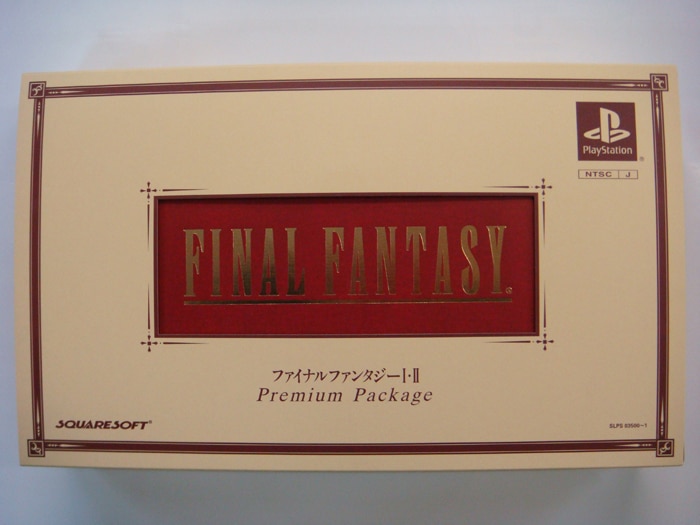 PlayStation
NTSC J
FINAL FANTASY
ファイナルファンタジーI・II
Premium Package
SQUARESOFT
SLPS 03500~1